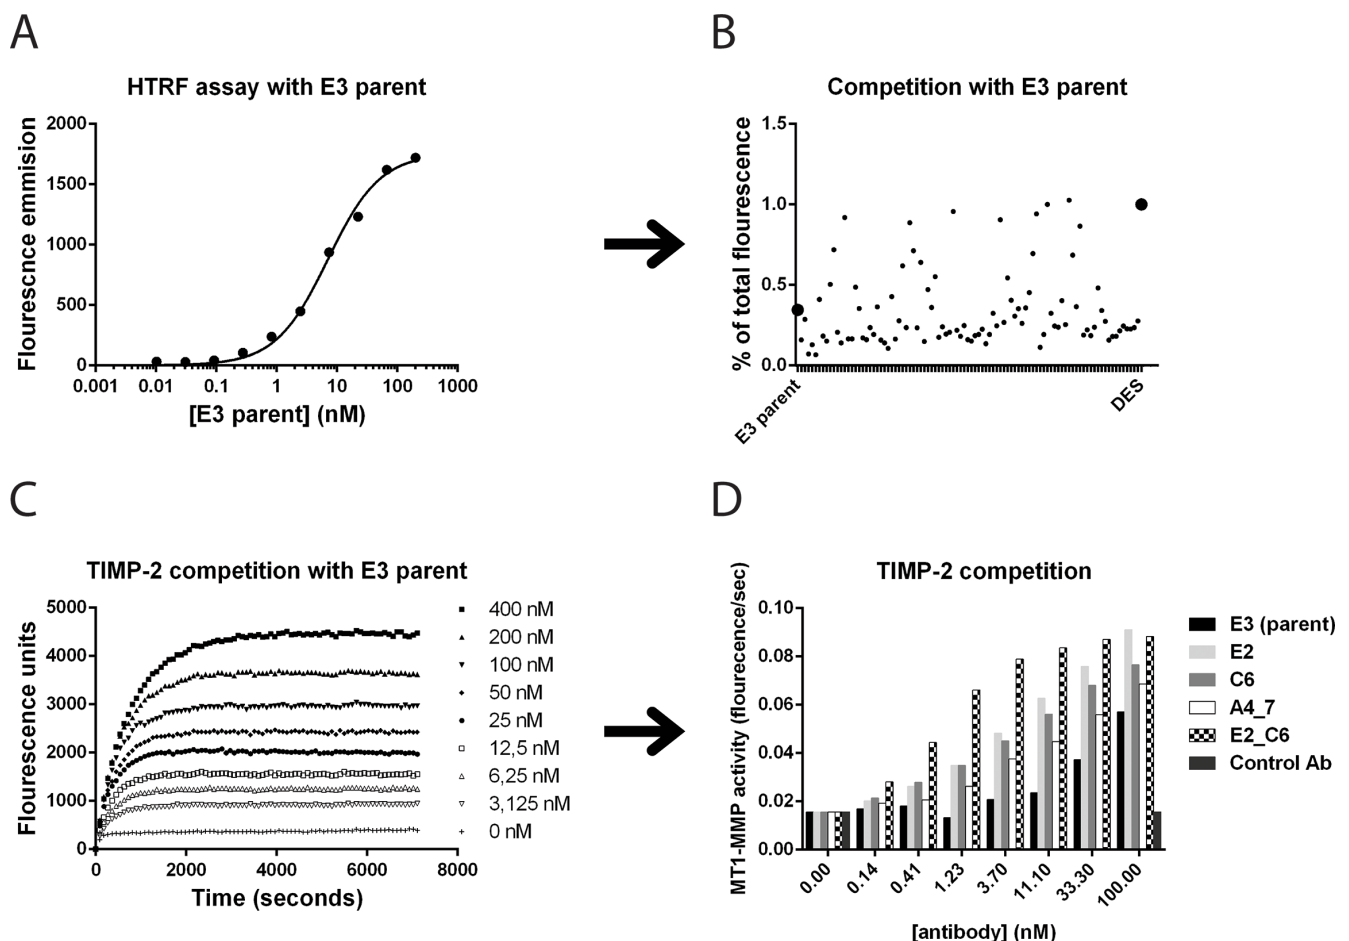 A
HTRF assay with E3 parent
Flourescnce emmision
2000
1500
1000
500
0
0.001 0.01 0.1 1 10 100 1000
[E3 parent] (nM)
B
Competition with E3 parent
% of total flourescence
1.5
1.0
0.5
0.0
E3 parent
DES
C
TIMP-2 competition with E3 parent
Flourescence units
5000
4000
3000
2000
1000
0
0 2000 4000 6000 8000
Time (seconds)
400 nM
200 nM
100 nM
50 nM
25 nM
12,5 nM
6,25 nM
3,125 nM
0 nM
D
TIMP-2 competition
MT1-MMP activity (flourecence/sec)
0.10
0.08
0.06
0.04
0.02
0.00
0.00 0.14 0.41 1.23 3.70 11.10 33.30 100.00
[antibody] (nM)
E3 (parent)
E2
C6
A4_7
E2_C6
Control Ab